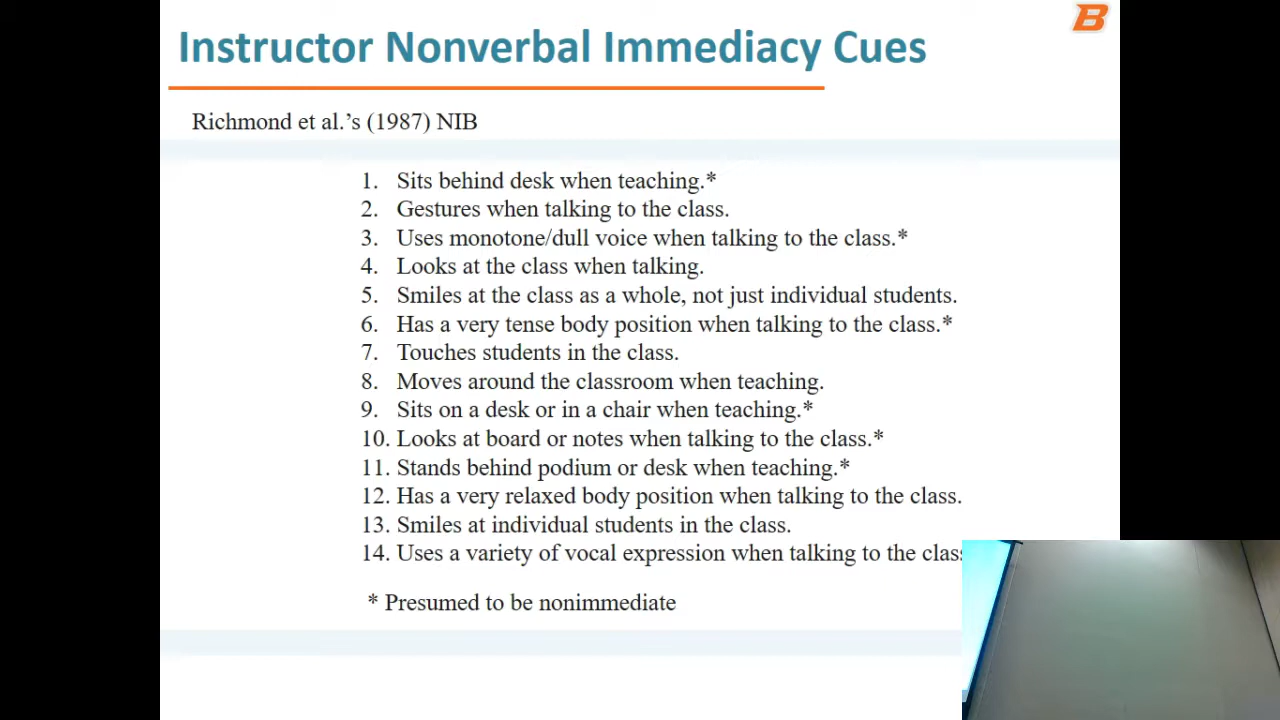 B
Instructor Nonverbal Immediacy Cues
Richmond et al.’s (1987) NIB
1. Sits behind desk when teaching.*
2. Gestures when talking to the class.
3. Uses monotone/dull voice when talking to the class.*
4. Looks at the class when talking.
5. Smiles at the class as a whole, not just individual students.
6. Has a very tense body position when talking to the class.*
7. Touches students in the class.
8. Moves around the classroom when teaching.
9. Sits on a desk or in a chair when teaching.*
10. Looks at board or notes when talking to the class.*
11. Stands behind podium or desk when teaching.*
12. Has a very relaxed body position when talking to the class.
13. Smiles at individual students in the class.
14. Uses a variety of vocal expression when talking to the clas
* Presumed to be nonimmediate